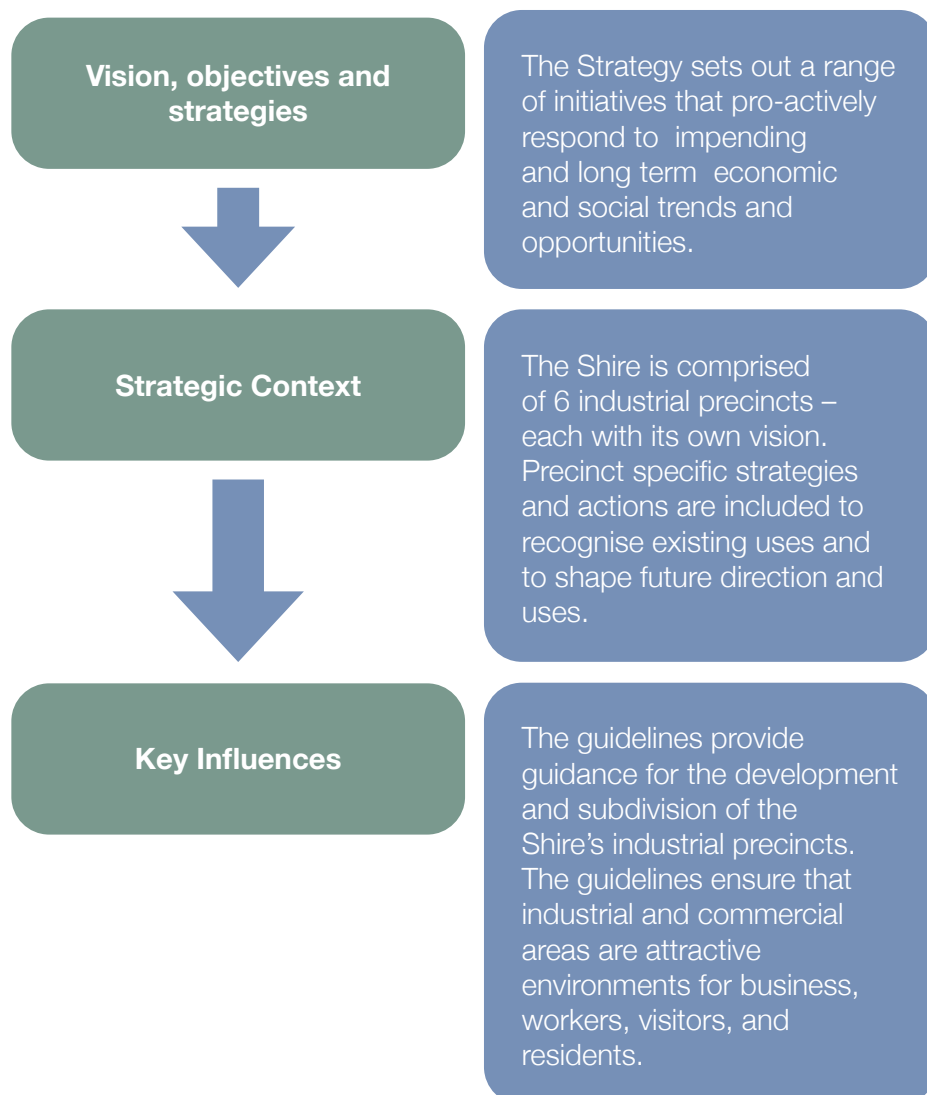 Vision, objectives and
strategies
The Strategy sets out a range
of initiatives that pro-actively
respond to  impending
and long term  economic
and social trends and
opportunities.
Strategic Context
The Shire is comprised
of 6 industrial precincts –
each with its own vision.
Precinct specific strategies
and actions are included to
recognise existing uses and
to shape future direction and
uses.
Key Influences
The guidelines provide
guidance for the development
and subdivision of the
Shire’s industrial precincts.
The guidelines ensure that
industrial and commercial
areas are attractive
environments for business,
workers, visitors, and
residents.